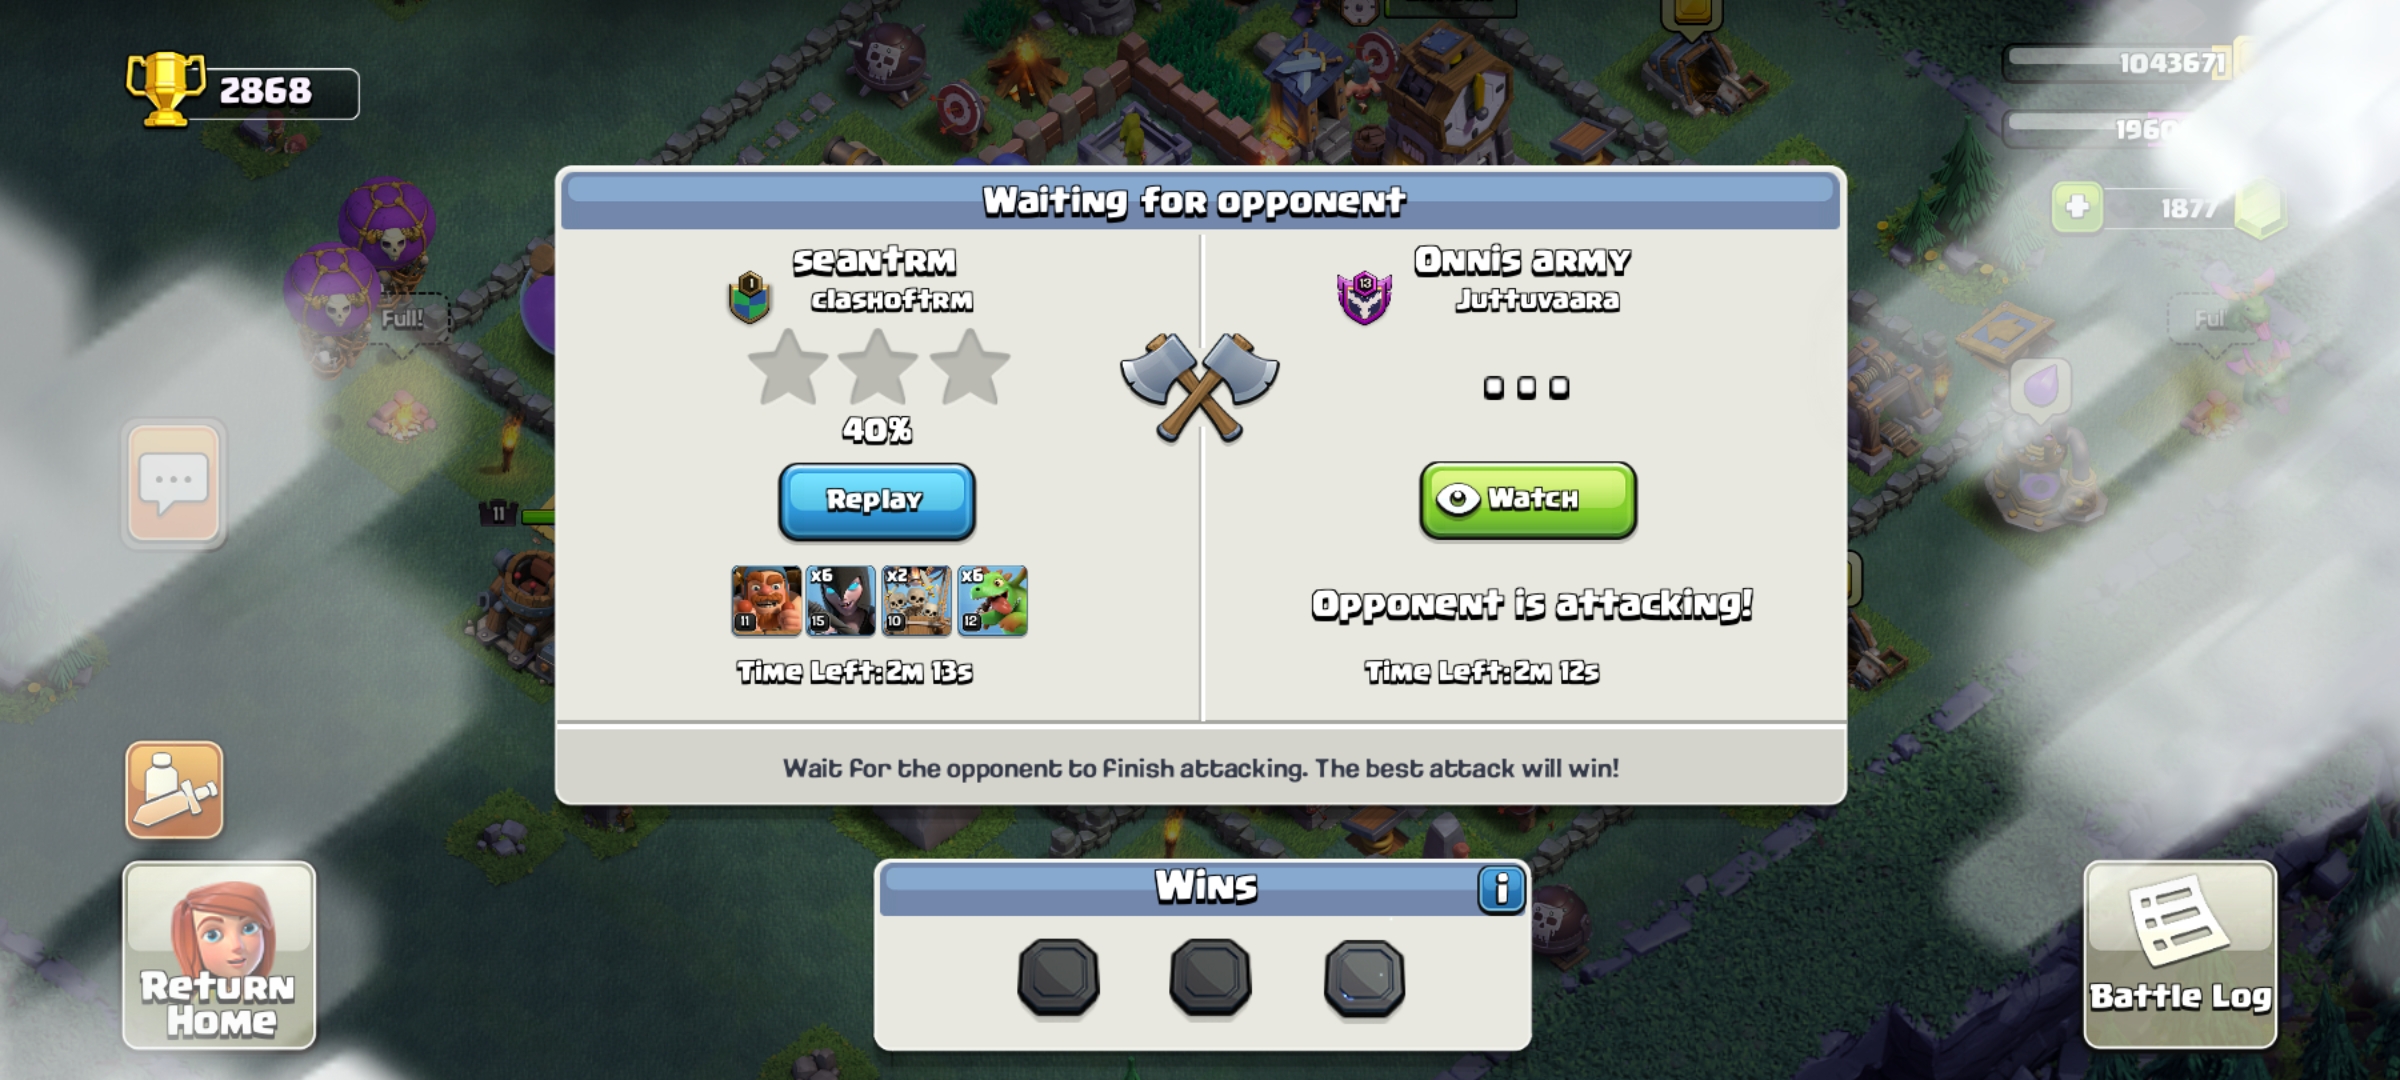 2868
1043671
1877
Full!
11
Waiting for opponent
seantrm
1
clashoftrm
40%
Replay
11
x6
15
x2
10
x6
12
Time Left: 2m 13s
Onnis army
13
Juttuvaara
Watch
Opponent is attacking!
Time Left: 2m 12s
Wait for the opponent to finish attacking. The best attack will win!
Wins
i
Return
Home
Battle Log